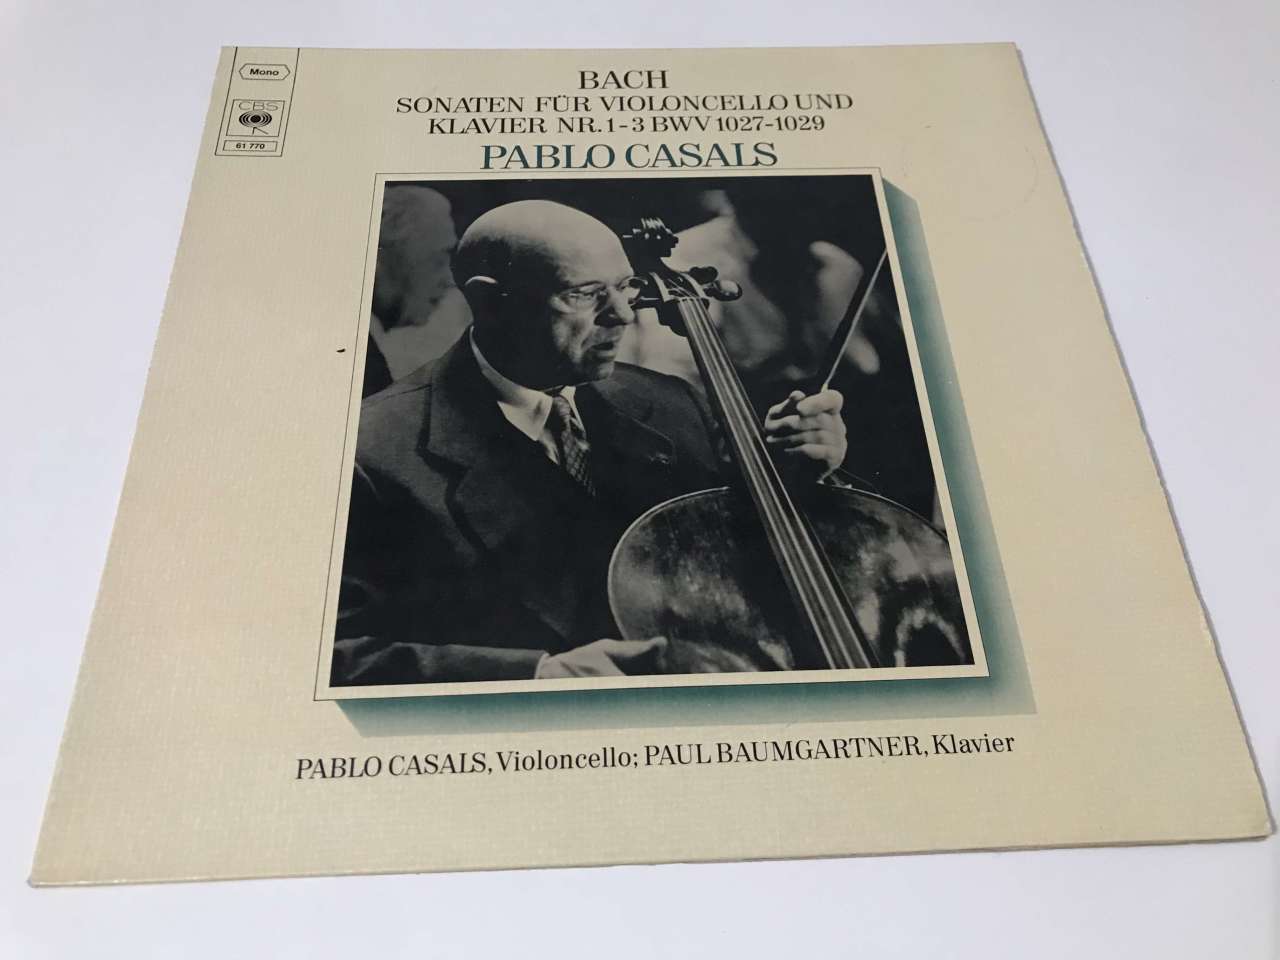 Mono
CBS
61 770
BACH
SONATEN FÜR VIOLONCELLO UND
KLAVIER NR. 1-3 BWV 1027-1029
PABLO CASALS
PABLO CASALS, Violoncello; PAUL BAUMGARTNER, Klavier